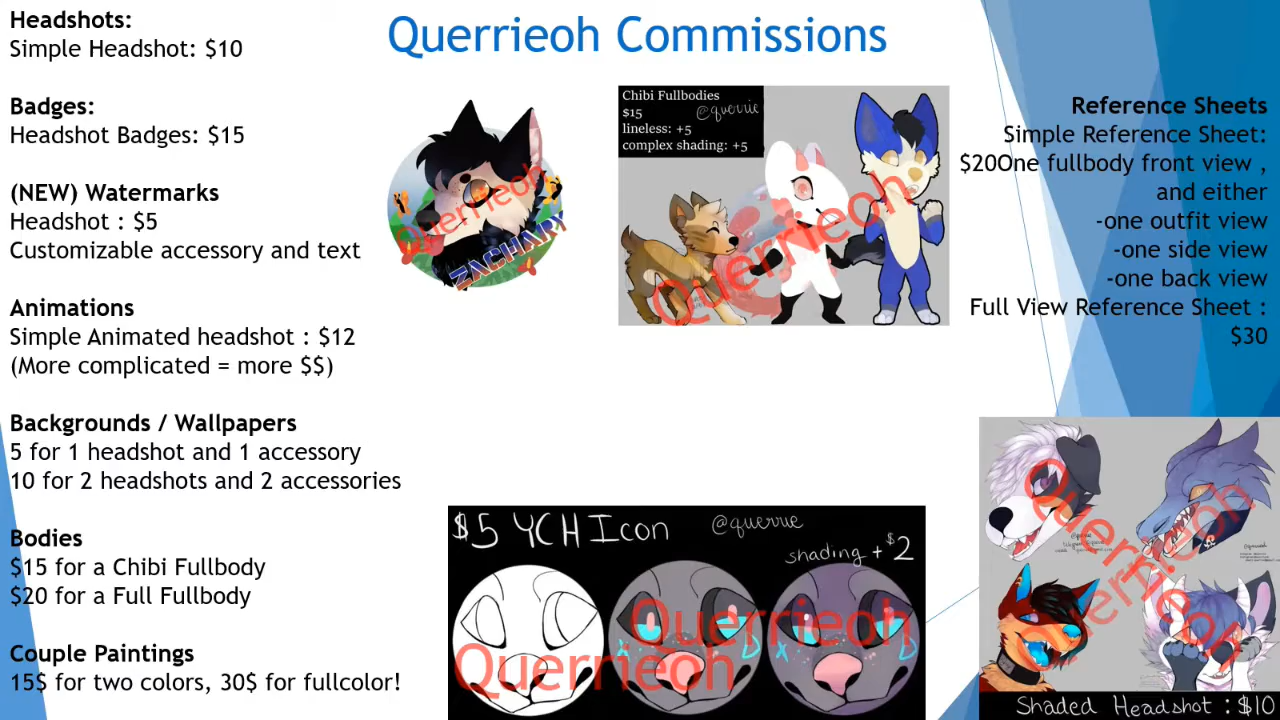 Querrieoh Commissions
Headshots:
Simple Headshot: $10
Badges:
Headshot Badges: $15
(NEW) Watermarks
Headshot : $5
Customizable accessory and text
Animations
Simple Animated headshot : $12
(More complicated = more $$)
Backgrounds / Wallpapers
5 for 1 headshot and 1 accessory
10 for 2 headshots and 2 accessories
Bodies
$15 for a Chibi Fullbody
$20 for a Full Fullbody
Couple Paintings
15$ for two colors, 30$ for fullcolor!
Querrieoh
ZACHARY
Chibi Fullbodies
$15
@querrie
lineless: +5
complex shading: +5
Querrieoh
Reference Sheets
Simple Reference Sheet:
$20One fullbody front view ,
and either
-one outfit view
-one side view
-one back view
Full View Reference Sheet :
$30
$5 YCH Icon
@querrie
shading + $2
X D X D
Querrieoh
Querrieoh
Querrieoh
Querrieoh
Shaded Headshot : $10